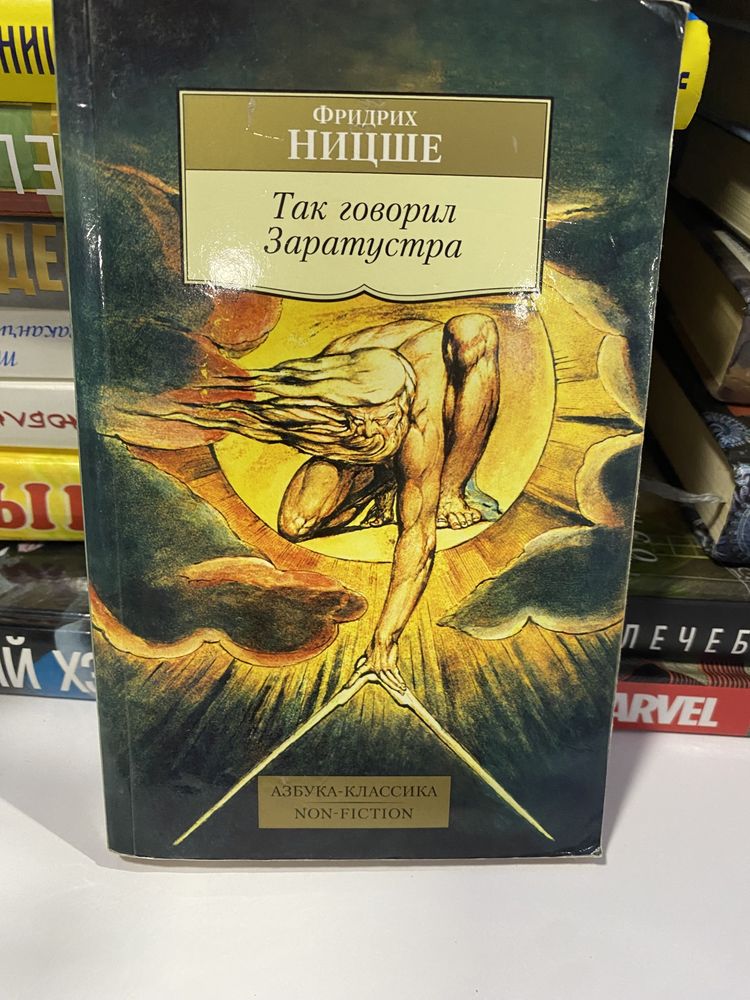 ФРИДРИХ
НИЦШЕ
Так говорил
Заратустра
АЗБУКА-КЛАССИКА
NON-FICTION
ЛЕЧЕБ
ARVEL